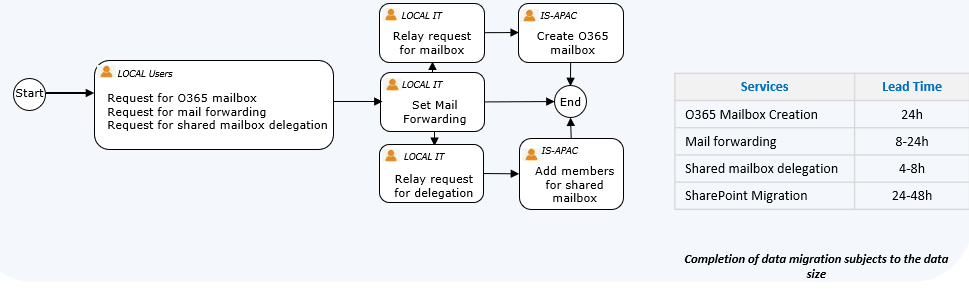 Start
LOCAL Users
Request for O365 mailbox
Request for mail forwarding
Request for shared mailbox delegation
LOCAL IT
Relay request
for mailbox
IS-APAC
Create O365
mailbox
LOCAL IT
Set Mail
Forwarding
End
LOCAL IT
Relay request
for delegation
IS-APAC
Add members
for shared
mailbox
Services Lead Time
O365 Mailbox Creation 24h
Mail forwarding 8-24h
Shared mailbox delegation 4-8h
SharePoint Migration 24-48h
Completion of data migration subjects to the data
size